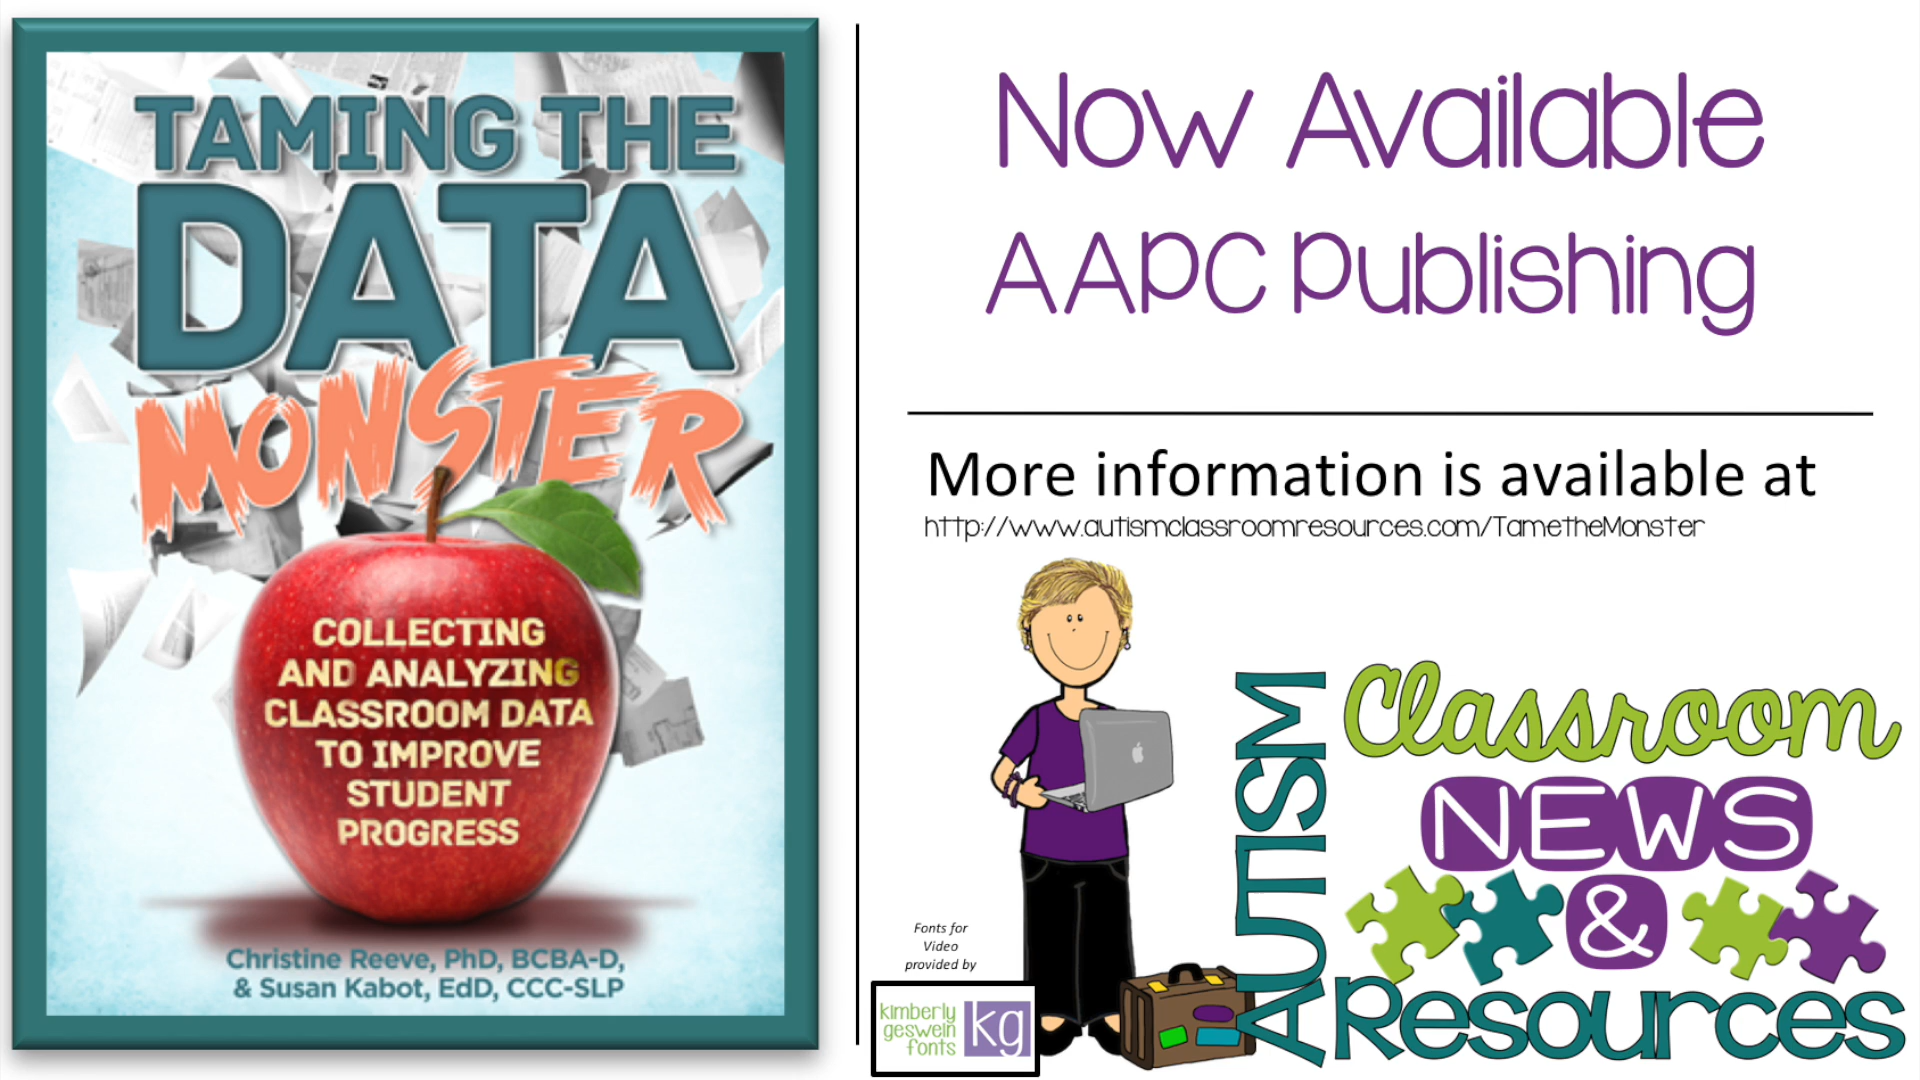 TAMING THE
DATA
MONSTER
COLLECTING
AND ANALYZING
CLASSROOM DATA
TO IMPROVE
STUDENT
PROGRESS
Christine Reeve, PhD, BCBA-D,
& Susan Kabot, EdD, CCC-SLP
Now Available
AAPC Publishing
More information is available at
http://www.autismclassroomresources.com/TametheMonster
AUTISM
Classroom
NEWS
&
Resources
Fonts for
Video
provided by
kimberly
geswein
fonts
kg